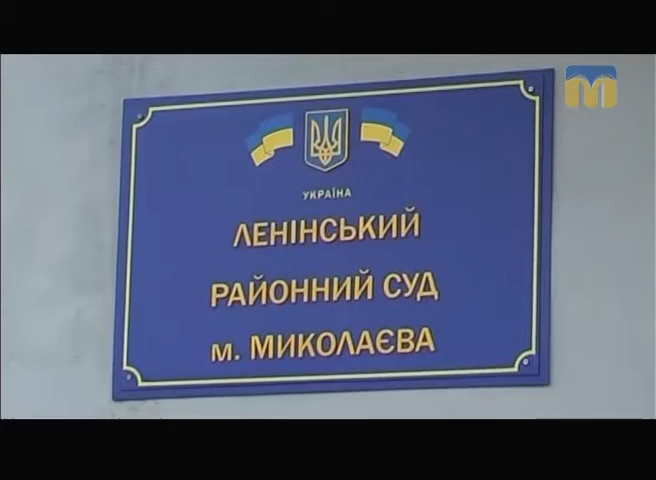 УКРАЇНА
ЛЕНІНСЬКИЙ
РАЙОННИЙ СУД
м. МИКОЛАЄВА
M